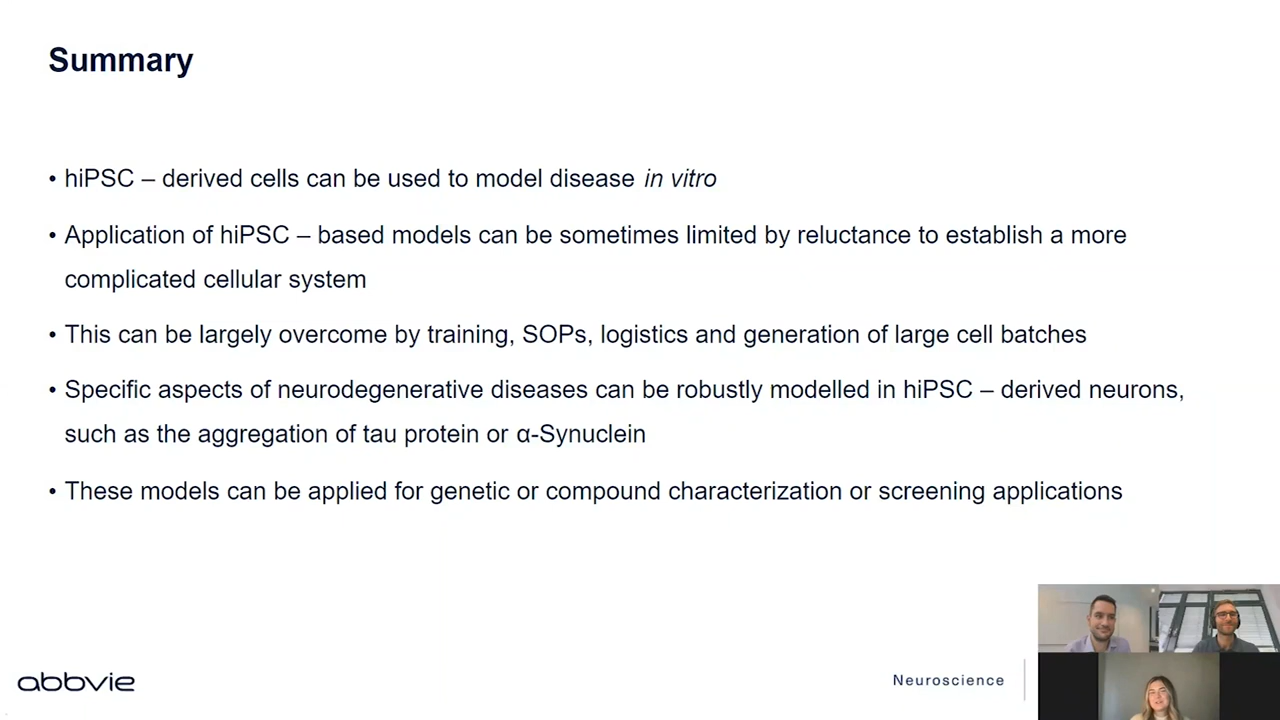 Summary
• hiPSC – derived cells can be used to model disease in vitro
• Application of hiPSC – based models can be sometimes limited by reluctance to establish a more
complicated cellular system
• This can be largely overcome by training, SOPs, logistics and generation of large cell batches
• Specific aspects of neurodegenerative diseases can be robustly modelled in hiPSC – derived neurons,
such as the aggregation of tau protein or α-Synuclein
• These models can be applied for genetic or compound characterization or screening applications
abbvie
Neuroscience